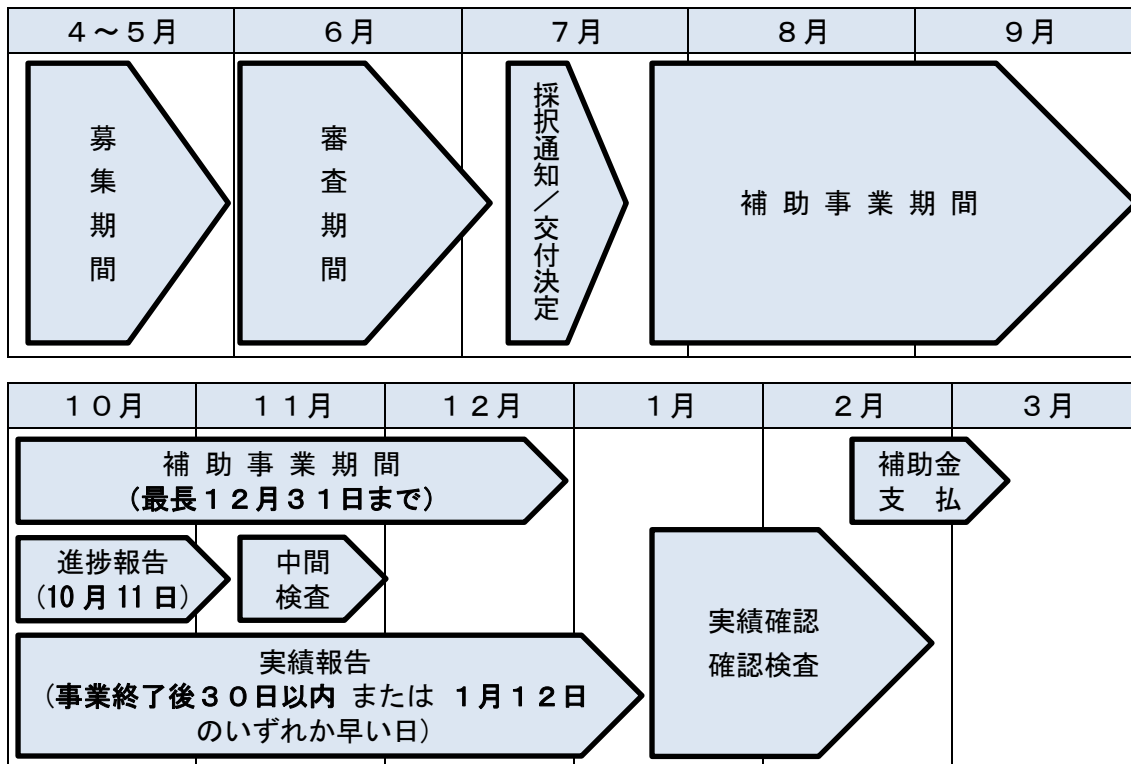 ４～５月
６月
７月
８月
９月
募集期間
審査期間
採択通知／交付決定
補助事業期間
１０月
１１月
１２月
１月
２月
３月
補助事業期間
（最長１２月３１日まで）
補助金
支　払
進捗報告
（10月11日）
中間
検査
実績確認
確認検査
実績報告
（事業終了後３０日以内 または １月１２日
のいずれか早い日）